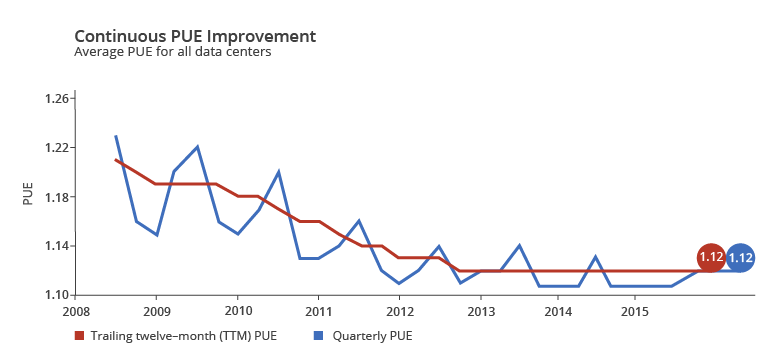 Continuous PUE Improvement
Average PUE for all data centers
1.26
1.22
1.18
1.14
1.10
PUE
1.12 1.12
2008 2009 2010 2011 2012 2013 2014 2015
Trailing twelve–month (TTM) PUE Quarterly PUE